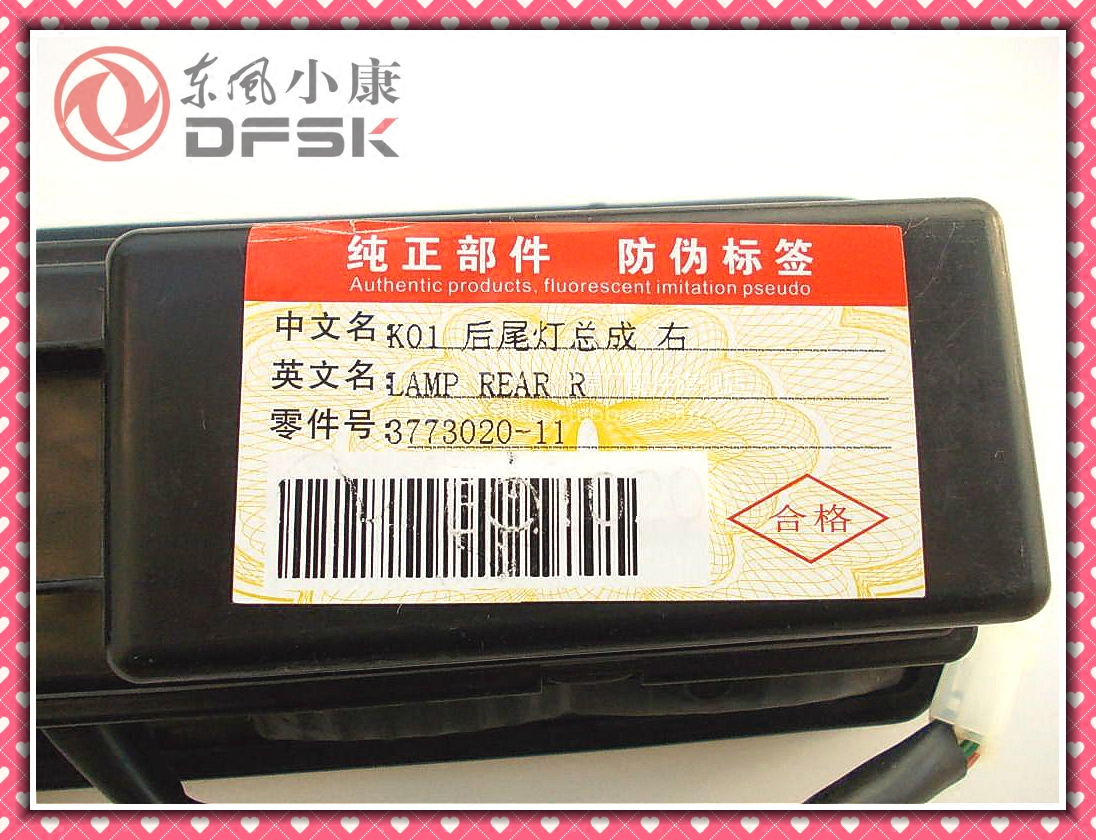 东风小康
DFSK
纯正部件 防伪标签
Authentic products, fluorescent imitation pseudo
中文名:K01 后尾灯总成 右
英文名:LAMP REAR R
零件号:3773020-11
合格